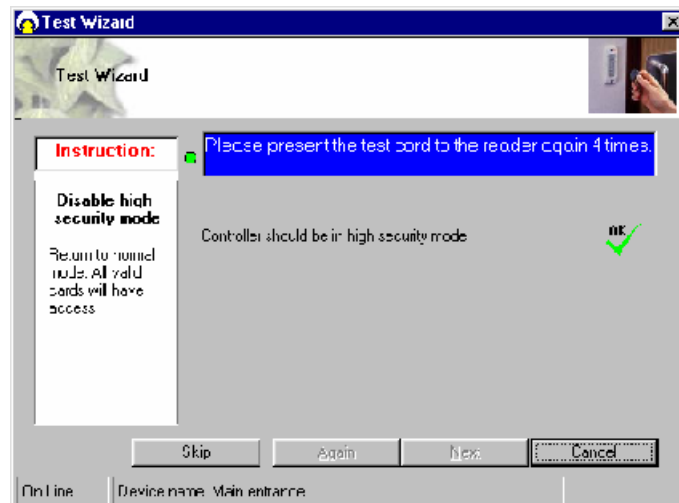 Test Wizard
Test Wizard
Instruction:
Please present the test card to the reader again 4 times.
Disable high
security mode
Return to normal
mode. All valid
cards will have
access
Controller should be in high security mode
OK
Skip
Again
Next
Cancel
On Line
Device name: Main entrance